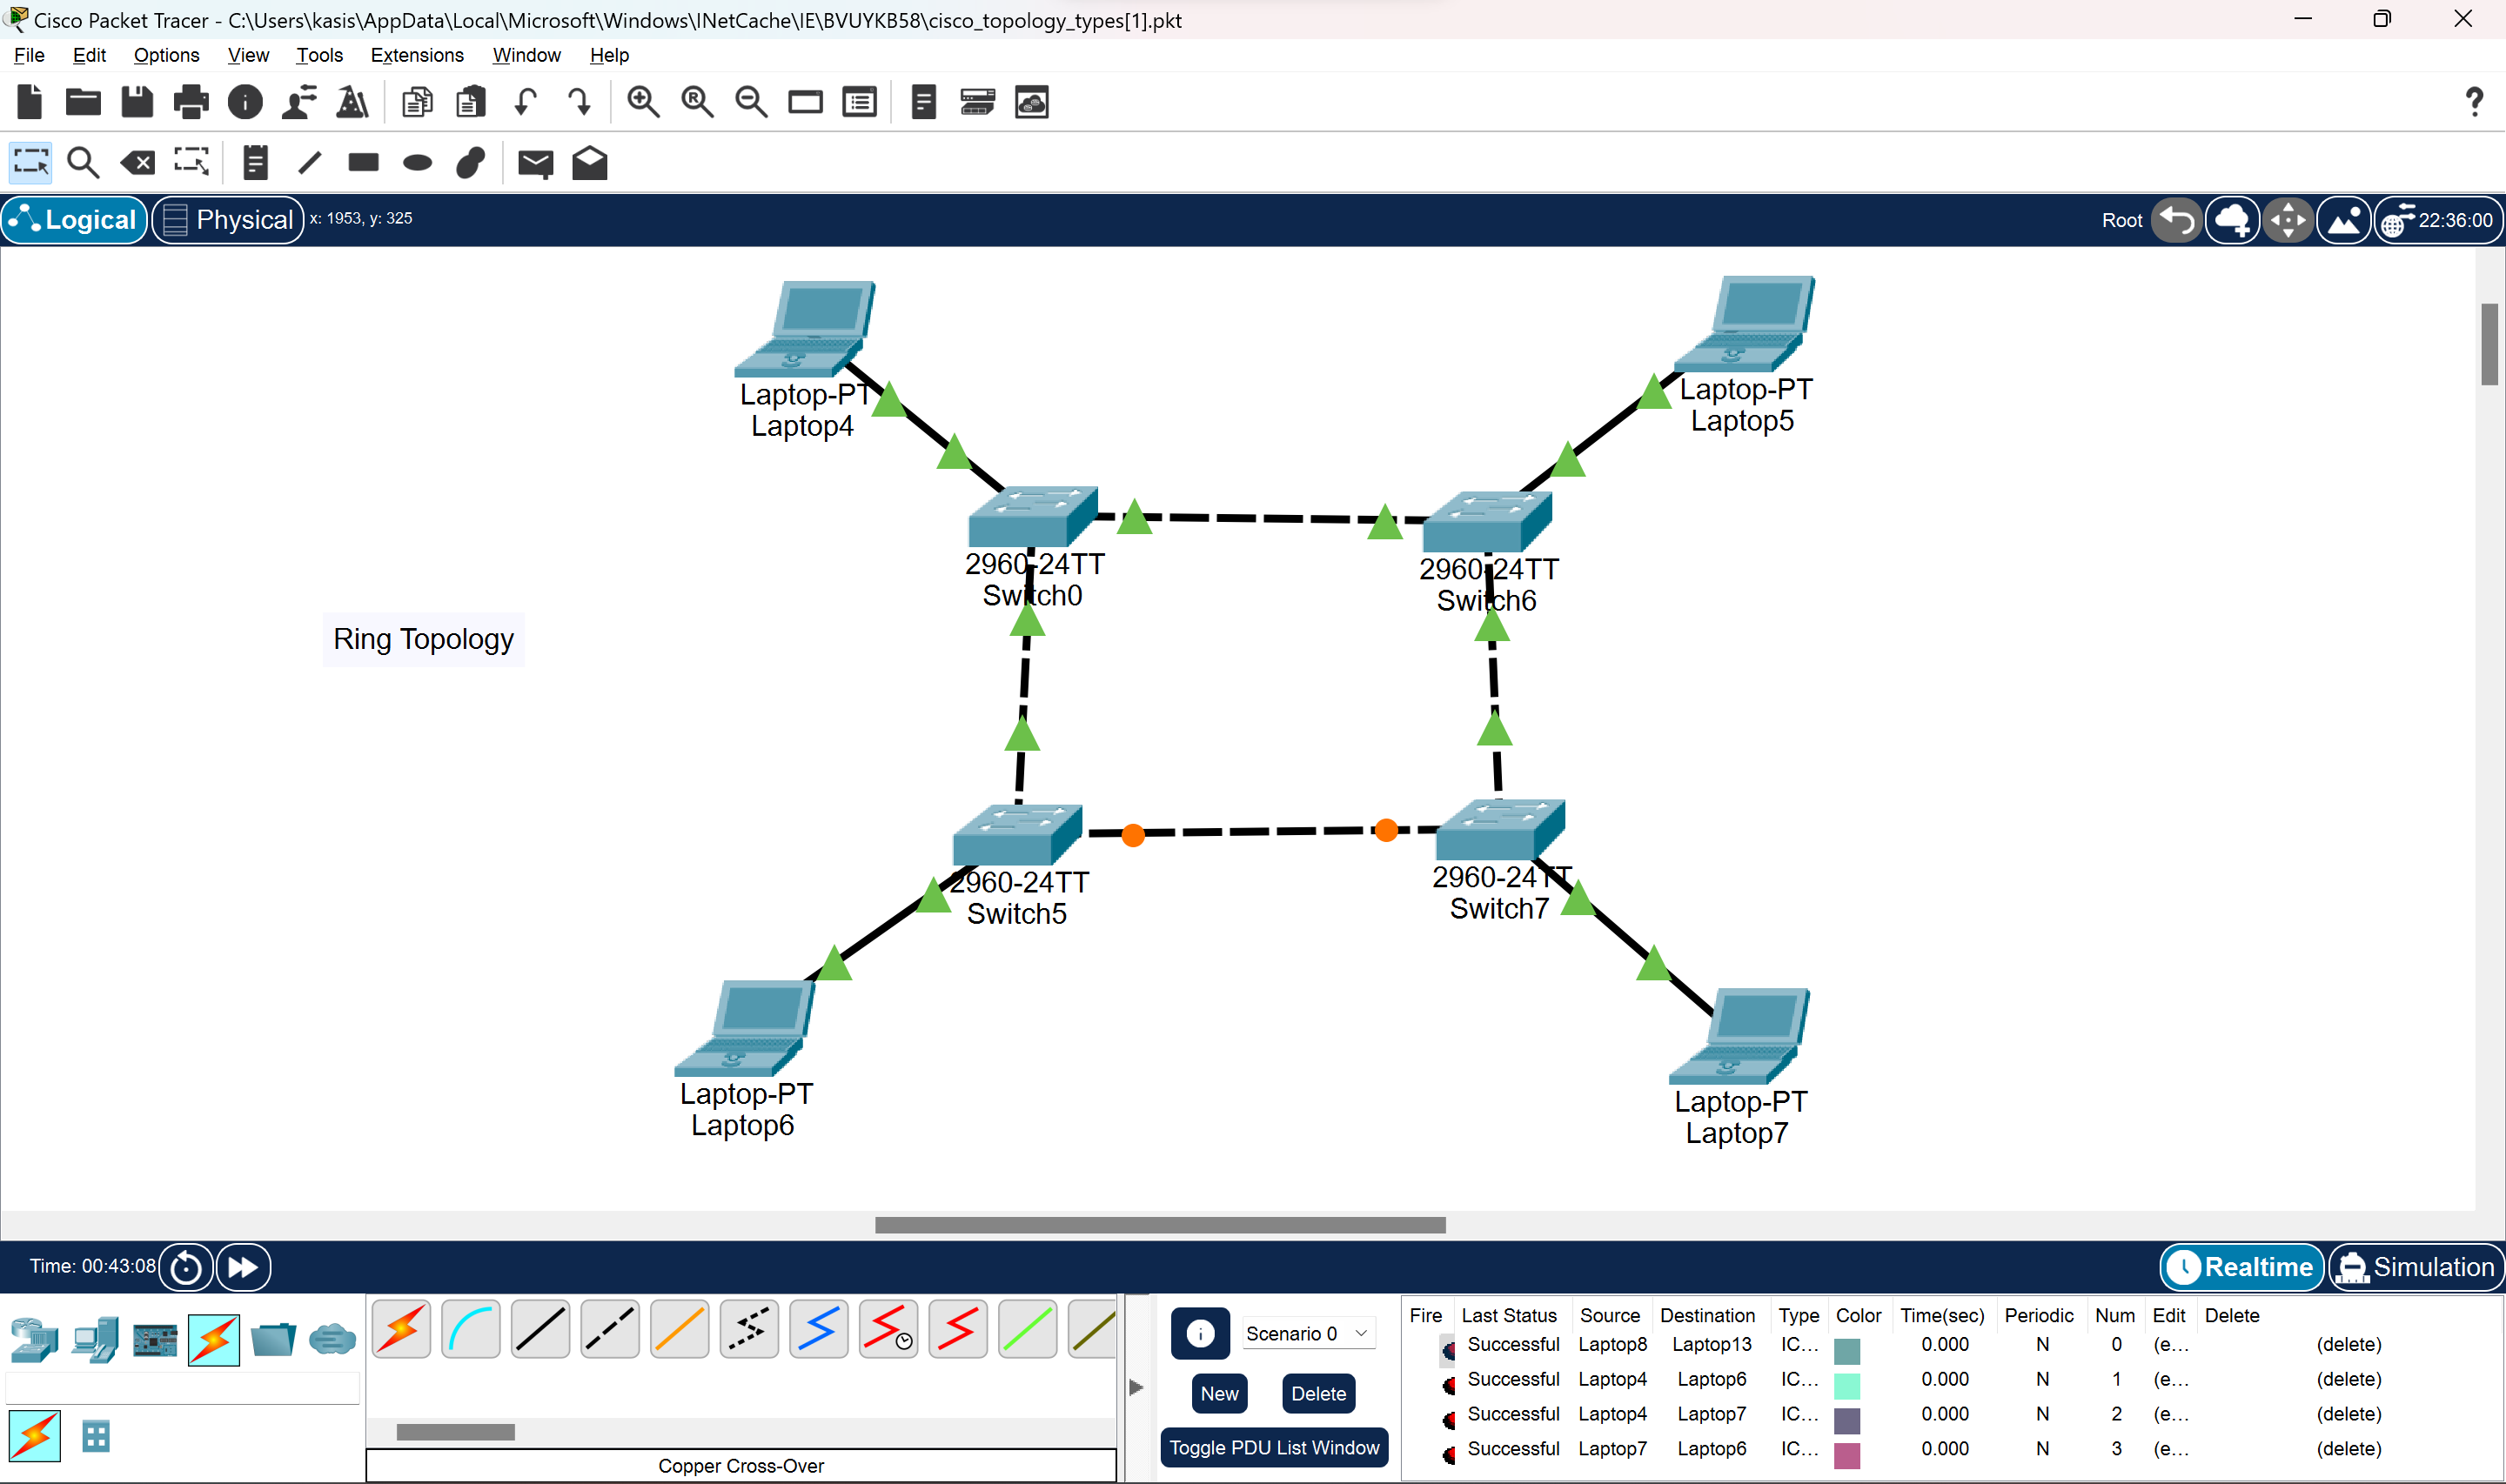 Cisco Packet Tracer - C:\Users\kasis\AppData\Local\Microsoft\Windows\INetCache\IE\BVUYKB58\cisco_topology_types[1].pkt
File Edit Options View Tools Extensions Window Help
Logical Physical x: 1953, y: 325 Root 22:36:00
Laptop-PT
Laptop4
Laptop-PT
Laptop5
2960-24TT
Switch0
2960-24TT
Switch6
Ring Topology
2960-24TT
Switch5
2960-24TT
Switch7
Laptop-PT
Laptop6
Laptop-PT
Laptop7
Time: 00:43:08 Realtime Simulation
Scenario 0
New Delete
Toggle PDU List Window
Copper Cross-Over
Fire Last Status Source Destination Type Color Time(sec) Periodic Num Edit Delete
Successful Laptop8 Laptop13 IC... 0.000 N 0 (e... (delete)
Successful Laptop4 Laptop6 IC... 0.000 N 1 (e... (delete)
Successful Laptop4 Laptop7 IC... 0.000 N 2 (e... (delete)
Successful Laptop7 Laptop6 IC... 0.000 N 3 (e... (delete)